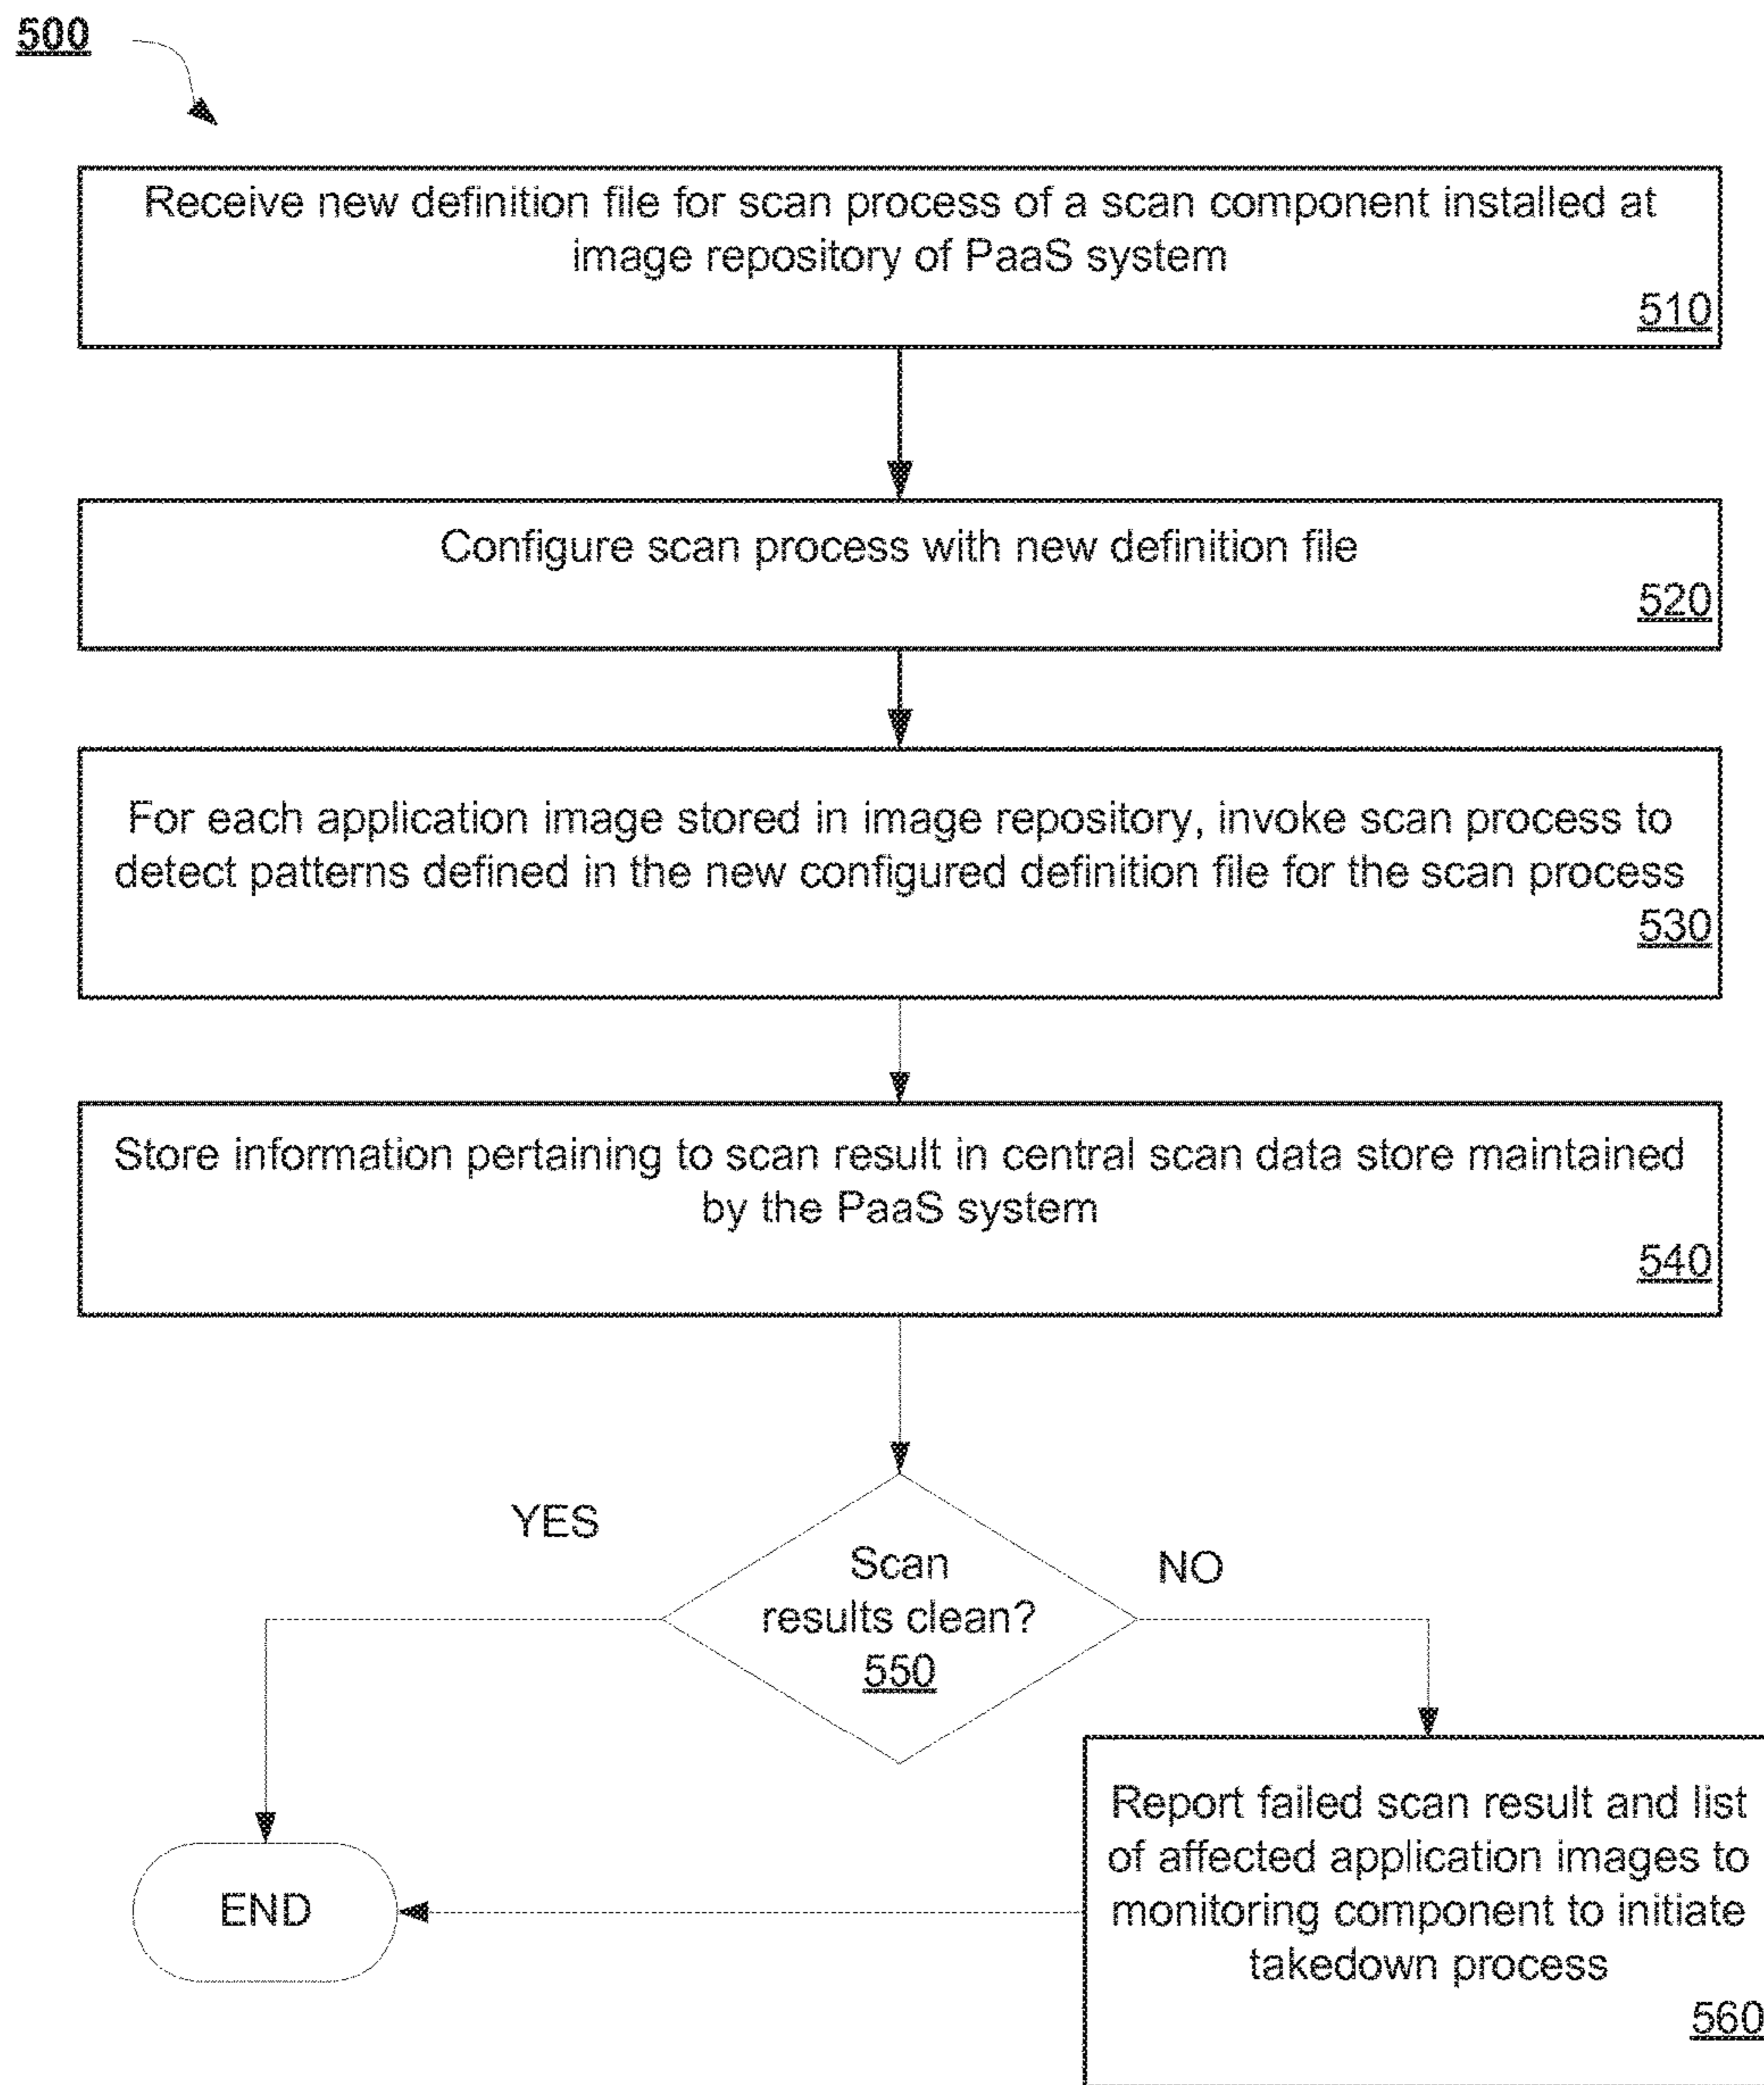 500
Receive new definition file for scan process of a scan component installed at
image repository of PaaS system
510
Configure scan process with new definition file
520
For each application image stored in image repository, invoke scan process to
detect patterns defined in the new configured definition file for the scan process
530
Store information pertaining to scan result in central scan data store maintained
by the PaaS system
540
YES
Scan
results clean?
550
NO
Report failed scan result and list
of affected application images to
monitoring component to initiate
takedown process
560
END